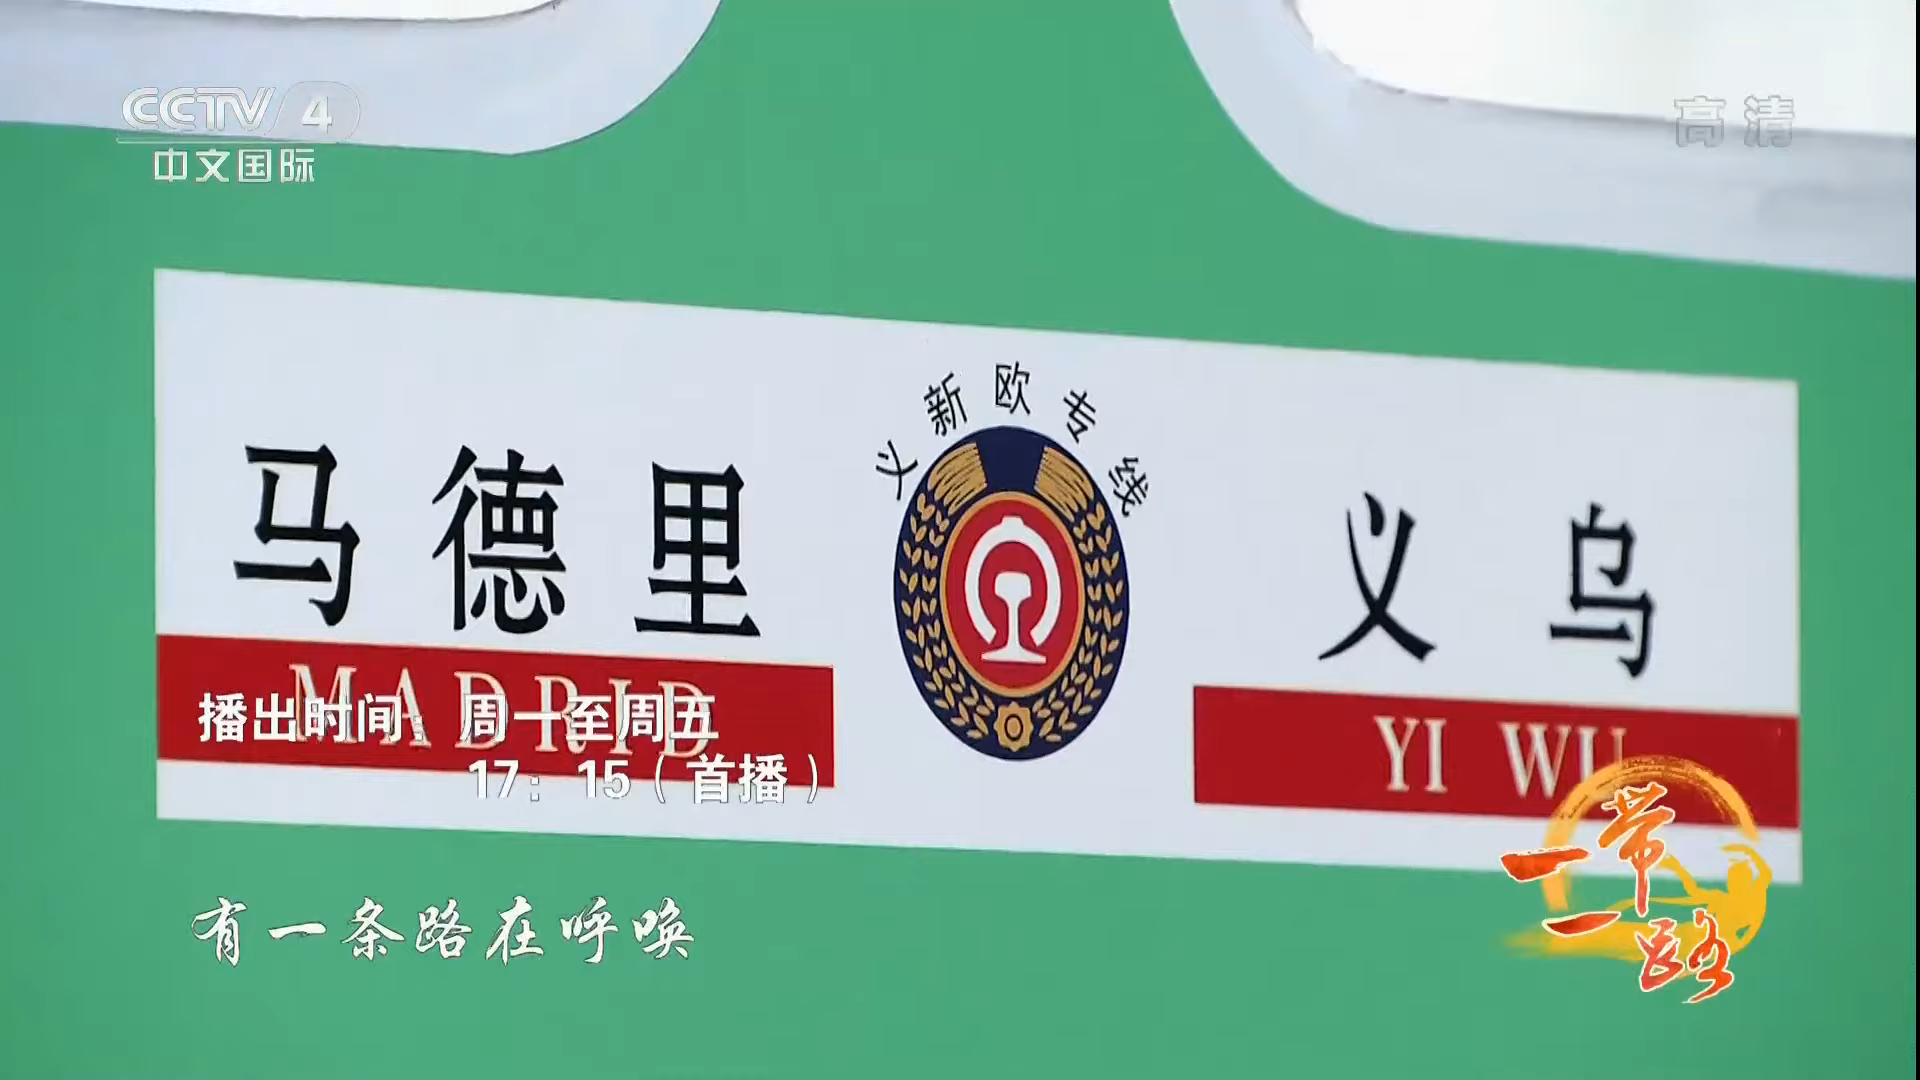 CCTV 4
中文国际
高清
义新欧专线
马德里
义乌
MADRID
YI WU
播出时间：周一至周五
17：15（首播）
一带一路
有一条路在呼唤